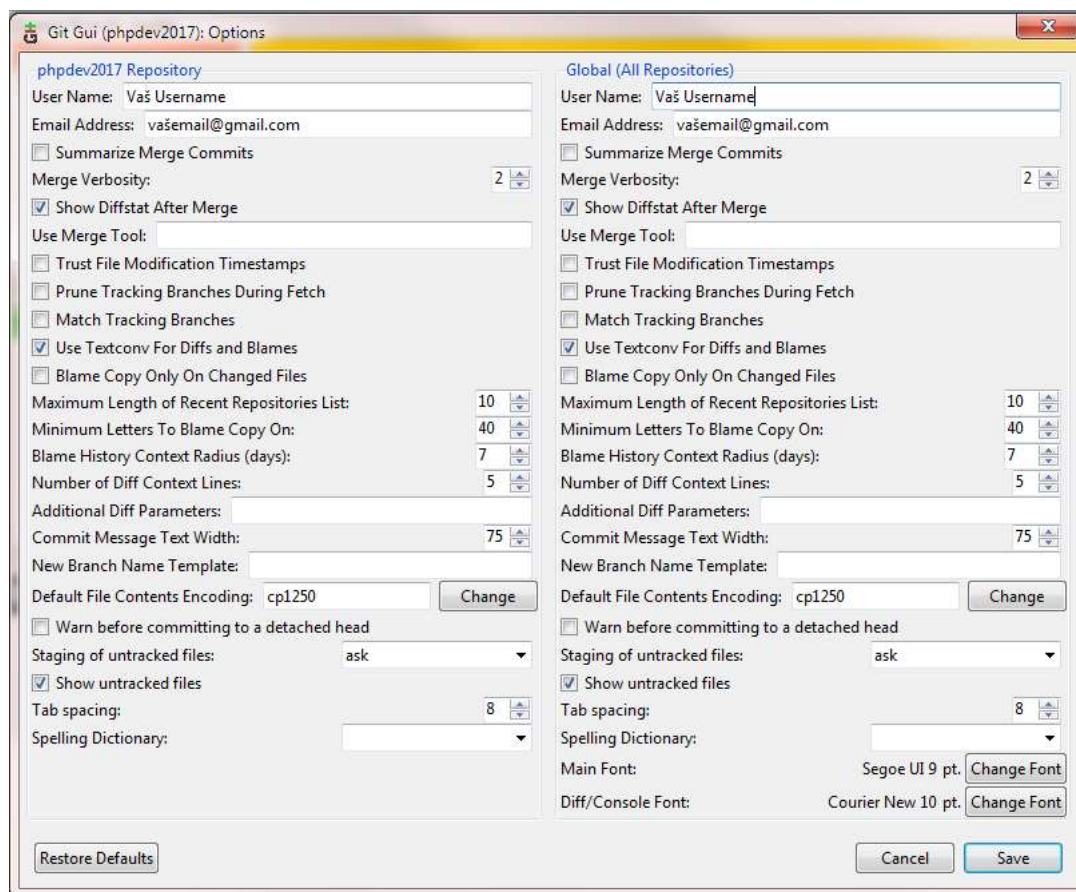 Git Gui (phpdev2017): Options
phpdev2017 Repository
User Name: Vaš Username
Email Address: vašemail@gmail.com
Summarize Merge Commits
Merge Verbosity: 2
Show Diffstat After Merge
Use Merge Tool:
Trust File Modification Timestamps
Prune Tracking Branches During Fetch
Match Tracking Branches
Use Textconv For Diffs and Blames
Blame Copy Only On Changed Files
Maximum Length of Recent Repositories List: 10
Minimum Letters To Blame Copy On: 40
Blame History Context Radius (days): 7
Number of Diff Context Lines: 5
Additional Diff Parameters:
Commit Message Text Width: 75
New Branch Name Template:
Default File Contents Encoding: cp1250 Change
Warn before committing to a detached head
Staging of untracked files: ask
Show untracked files
Tab spacing: 8
Spelling Dictionary:
Global (All Repositories)
User Name: Vaš Username
Email Address: vašemail@gmail.com
Summarize Merge Commits
Merge Verbosity: 2
Show Diffstat After Merge
Use Merge Tool:
Trust File Modification Timestamps
Prune Tracking Branches During Fetch
Match Tracking Branches
Use Textconv For Diffs and Blames
Blame Copy Only On Changed Files
Maximum Length of Recent Repositories List: 10
Minimum Letters To Blame Copy On: 40
Blame History Context Radius (days): 7
Number of Diff Context Lines: 5
Additional Diff Parameters:
Commit Message Text Width: 75
New Branch Name Template:
Default File Contents Encoding: cp1250 Change
Warn before committing to a detached head
Staging of untracked files: ask
Show untracked files
Tab spacing: 8
Spelling Dictionary:
Main Font: Segoe UI 9 pt. Change Font
Diff/Console Font: Courier New 10 pt. Change Font
Restore Defaults Cancel Save